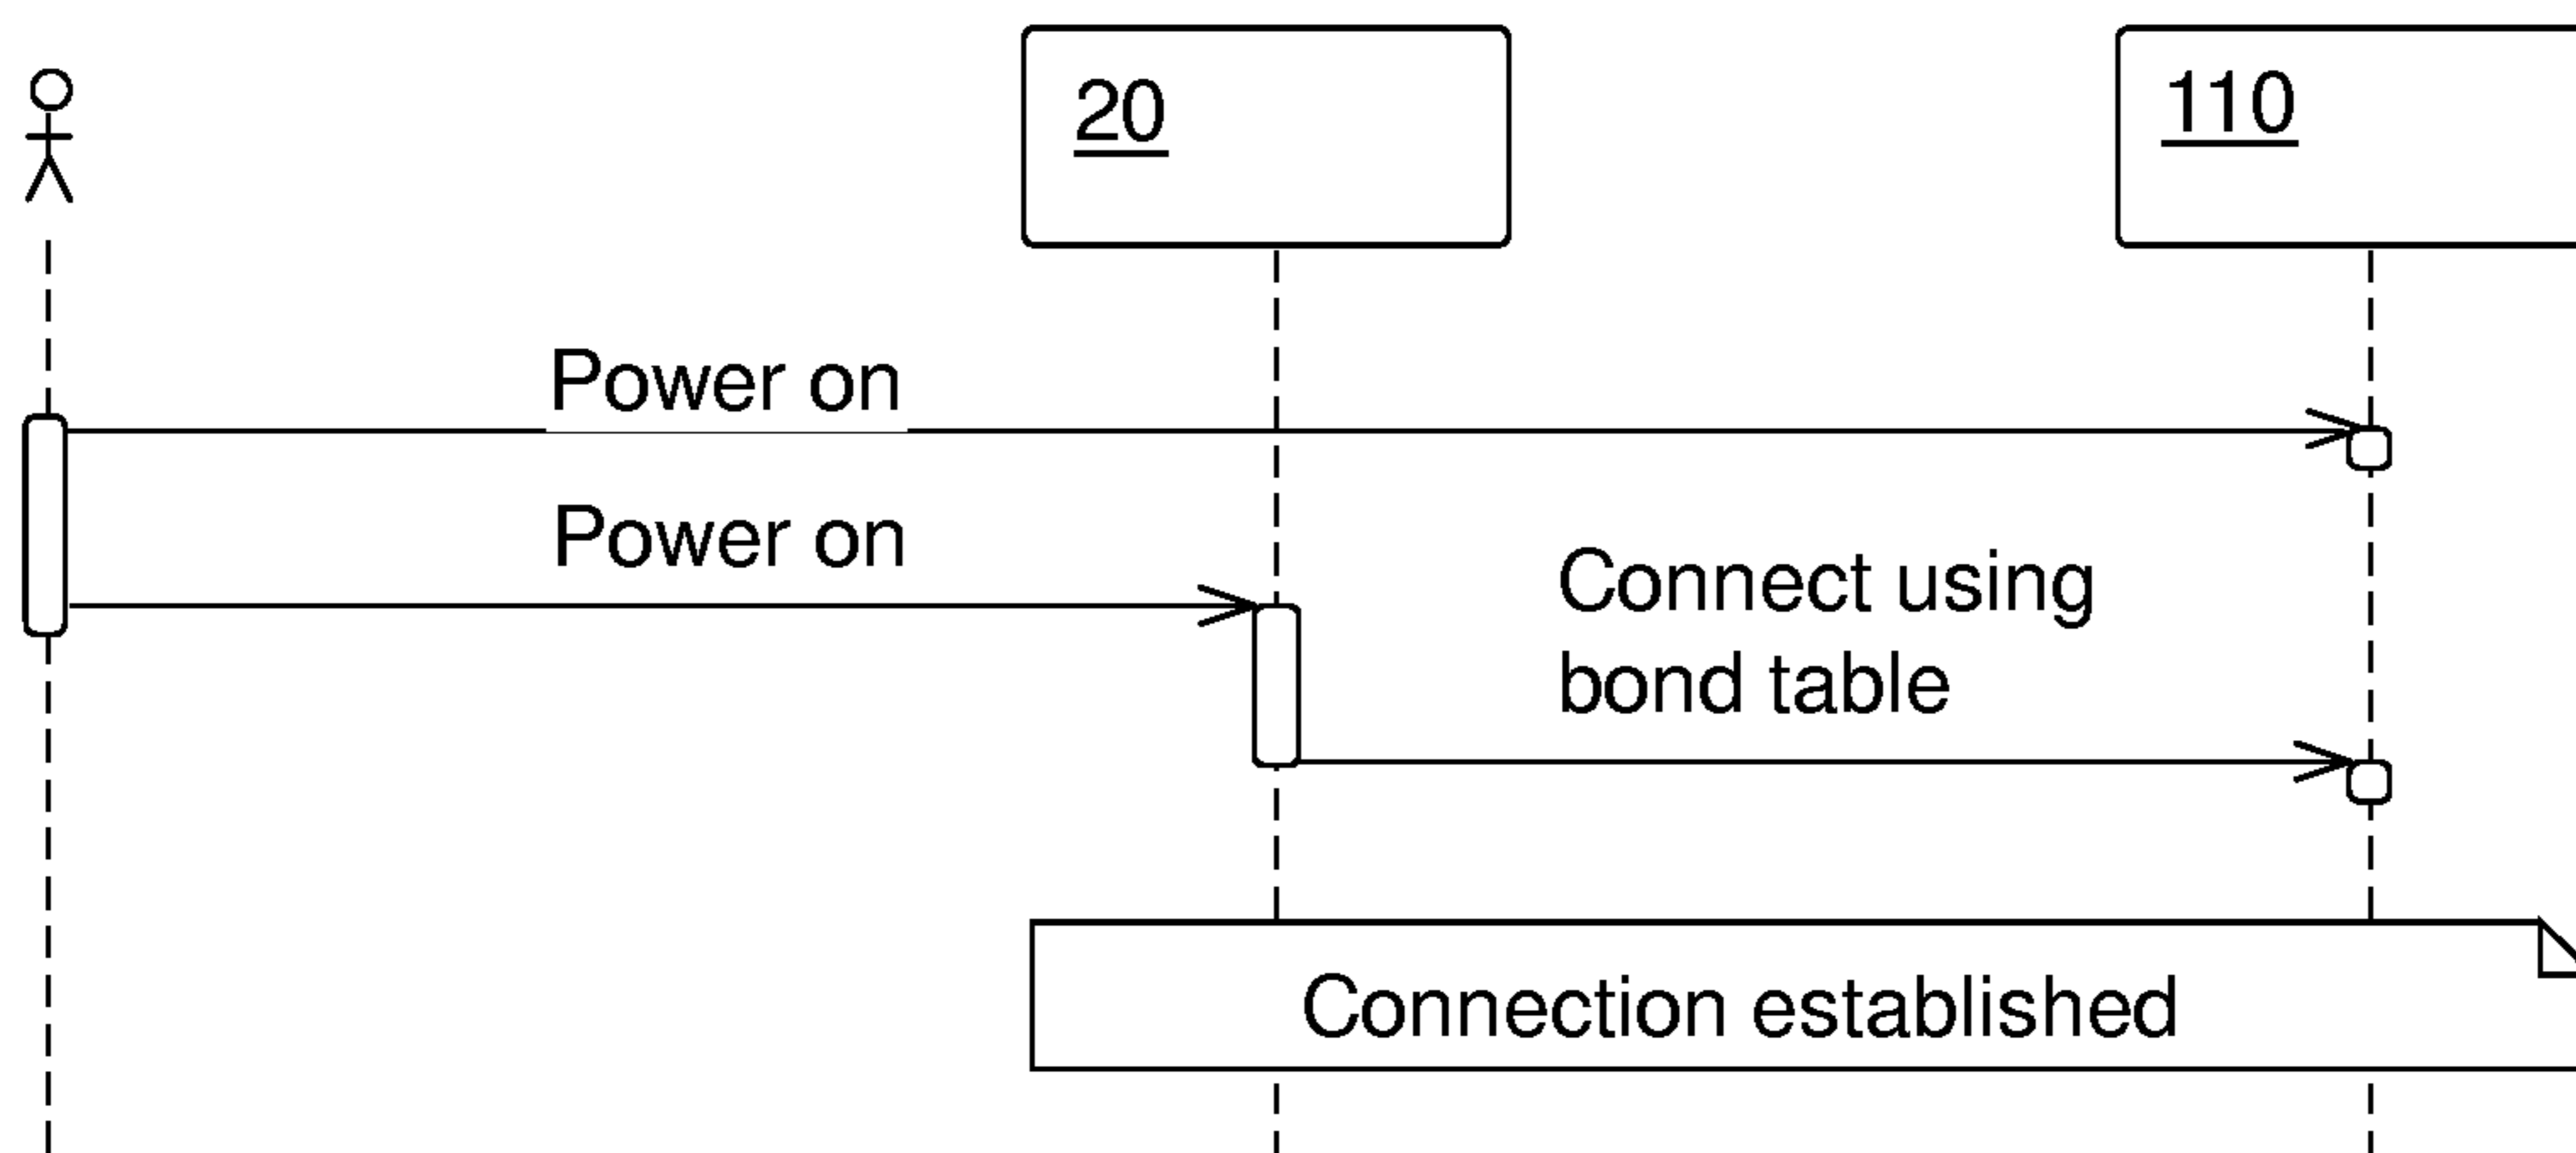 20
110
Power on
Power on
Connect using
bond table
Connection established